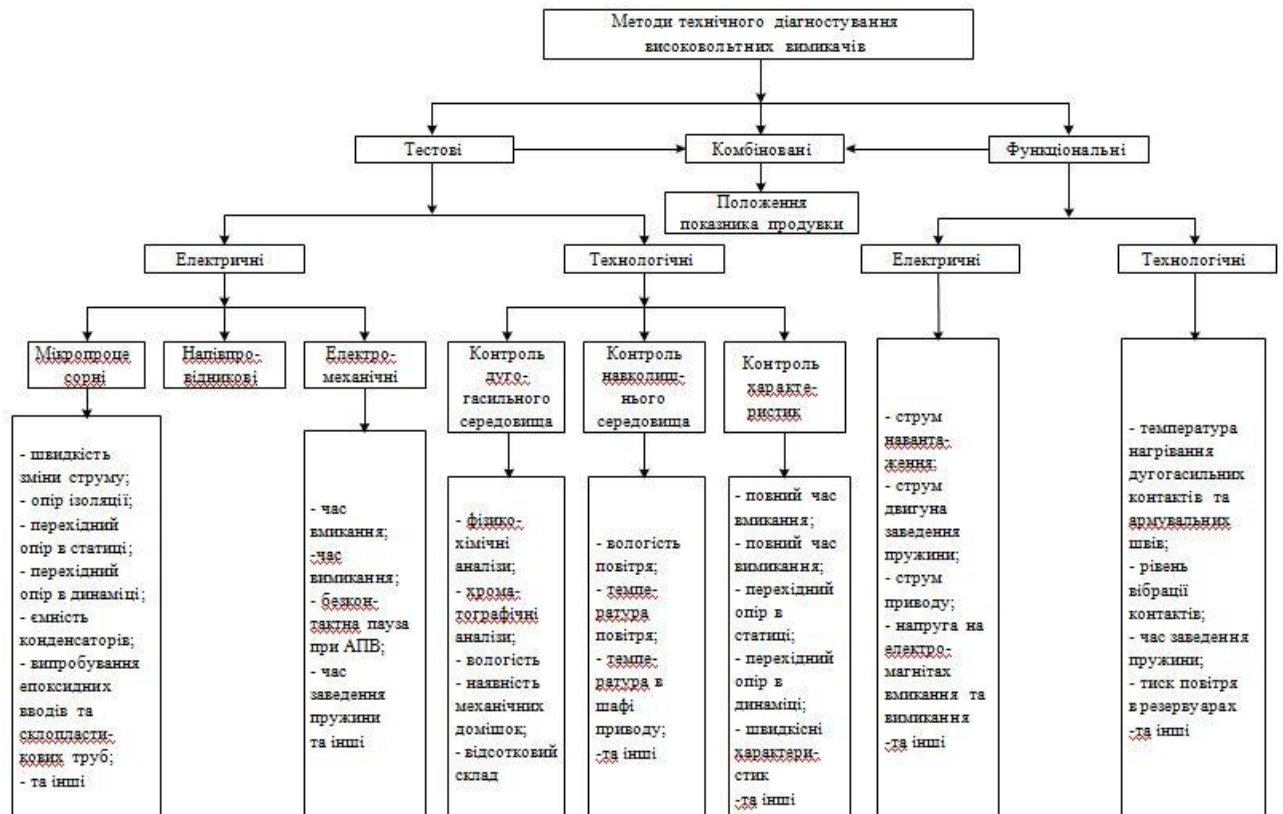 Методи технічного діагностування
високовольтних вимикачів
Тестові
Комбіновані
Функціональні
Положення
показника продувки
Електричні
Технологічні
Електричні
Технологічні
Мікропроце
сорні
Напівпро-
відникові
Електро-
механічні
Контроль
дуго-
гасильного
середовища
Контроль
навколиш-
нього
середовища
Контроль
характе-
ристик
- швидкість
зміни струму;
- опір ізоляції;
- перехідний
опір в статиці;
- перехідний
опір в динаміці;
- ємність
конденсаторів;
- випробування
епоксидних
вводів та
склопласти-
кових труб;
- та інші
- час
вмикання;
-час
вимикання;
- безкон-
тактна пауза
при АПВ;
- час
заведення
пружини
та інші
- фізико-
хімічні
аналізи;
- хрома-
тографічні
аналізи;
- вологість
- наявність
механічних
домішок;
- відсотковий
склад
- вологість
повітря;
- темпе-
ратура
повітря;
- темпе-
ратура в
шафі
приводу;
-та інші
- повний час
вмикання;
- повний час
вимикання;
- перехідний
опір в
статиці;
- перехідний
опір в
динаміці;
- швидкісні
характери-
стик
-та інші
- струм
наванта-
ження;
- струм
двигуна
заведення
пружини;
- струм
приводу;
- напруга на
електро-
магнітах
вмикання та
вимикання
-та інші
- температура
нагрівання
дугогасильних
контактів та
армувальних
швів;
- рівень
вібрації
контактів;
- час заведення
пружини;
- тиск повітря
в резервуарах
-та інші